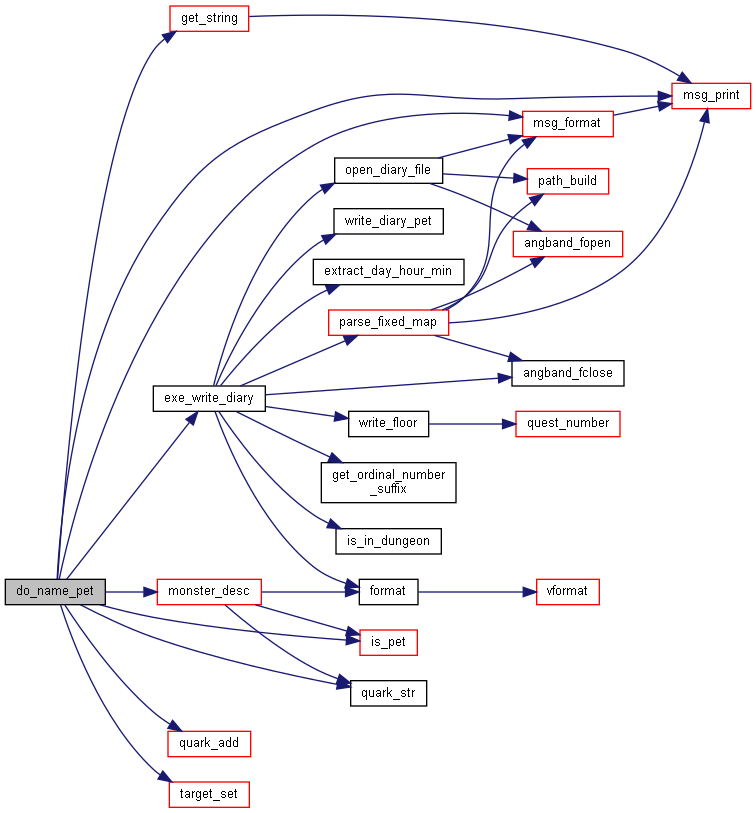 get_string
msg_print
msg_format
open_diary_file
path_build
write_diary_pet
angband_fopen
extract_day_hour_min
parse_fixed_map
angband_fclose
exe_write_diary
write_floor
quest_number
get_ordinal_number
_suffix
is_in_dungeon
do_name_pet
monster_desc
format
vformat
is_pet
quark_str
quark_add
target_set